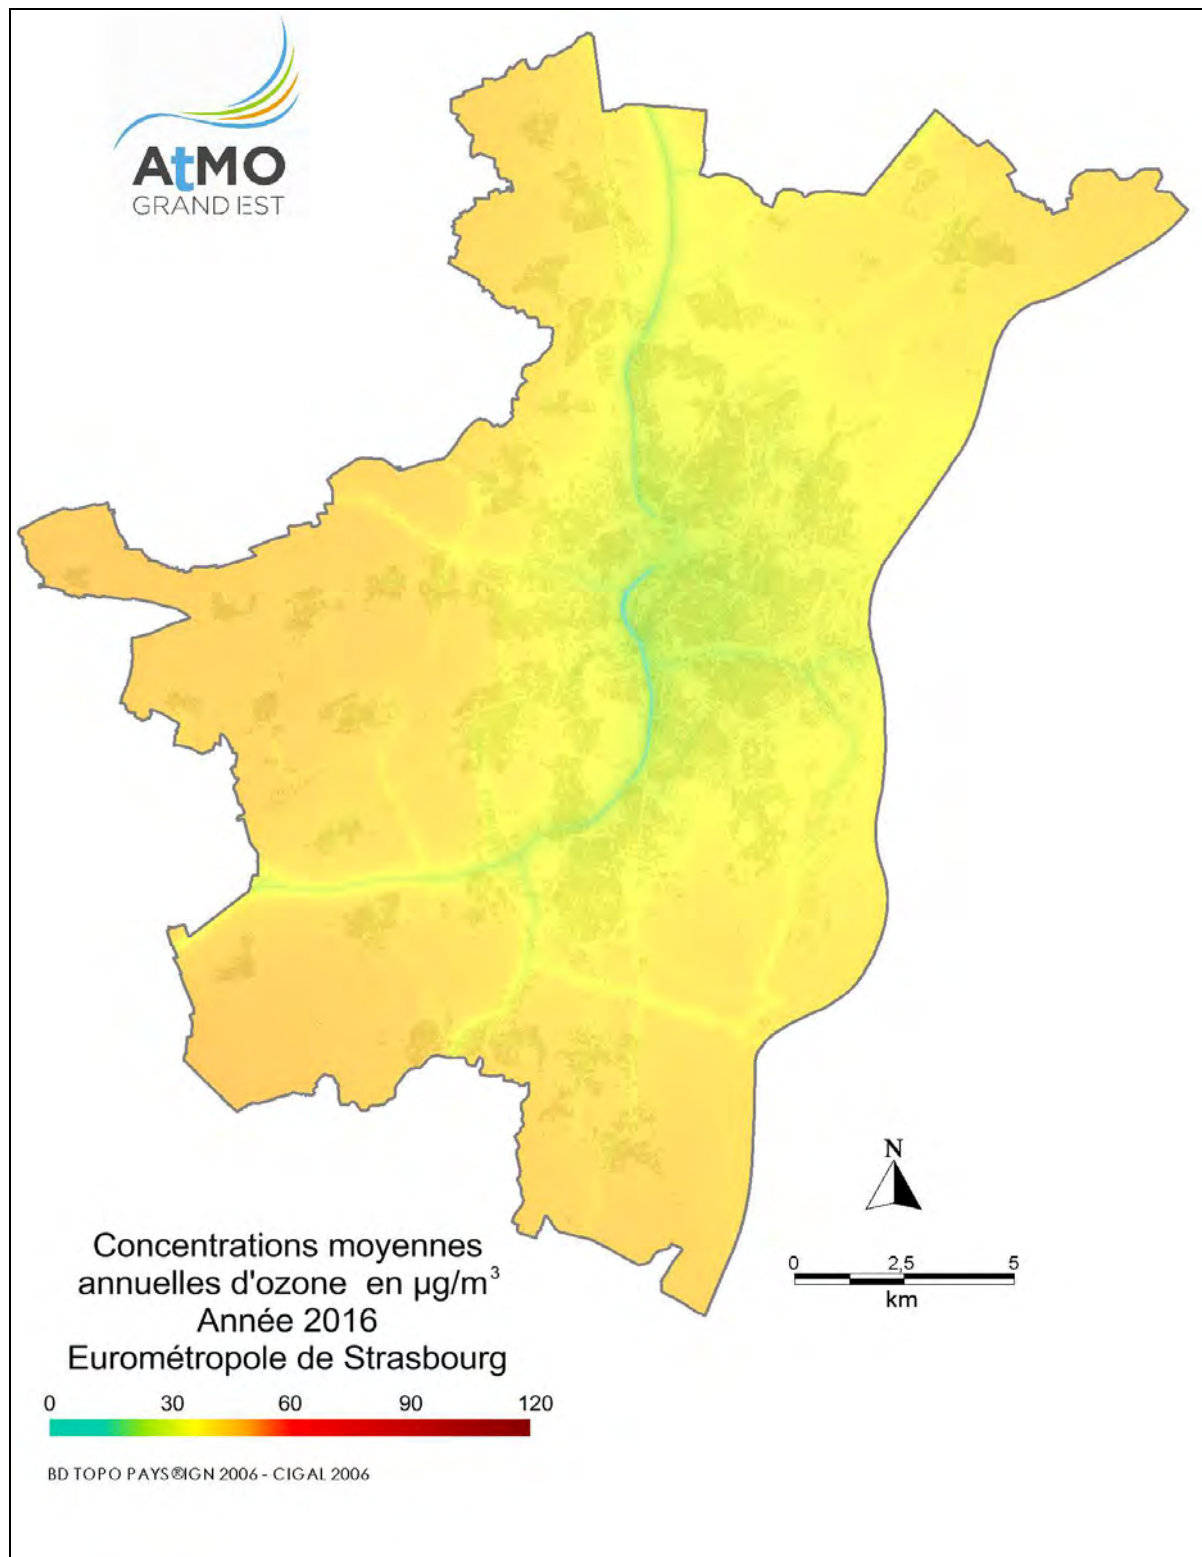 AtMO
GRAND EST
N
0 2,5 5
km
Concentrations moyennes
annuelles d'ozone en µg/m³
Année 2016
Eurométropole de Strasbourg
0 30 60 90 120
BD TOPO PAYS®IGN 2006 - CIGAL 2006